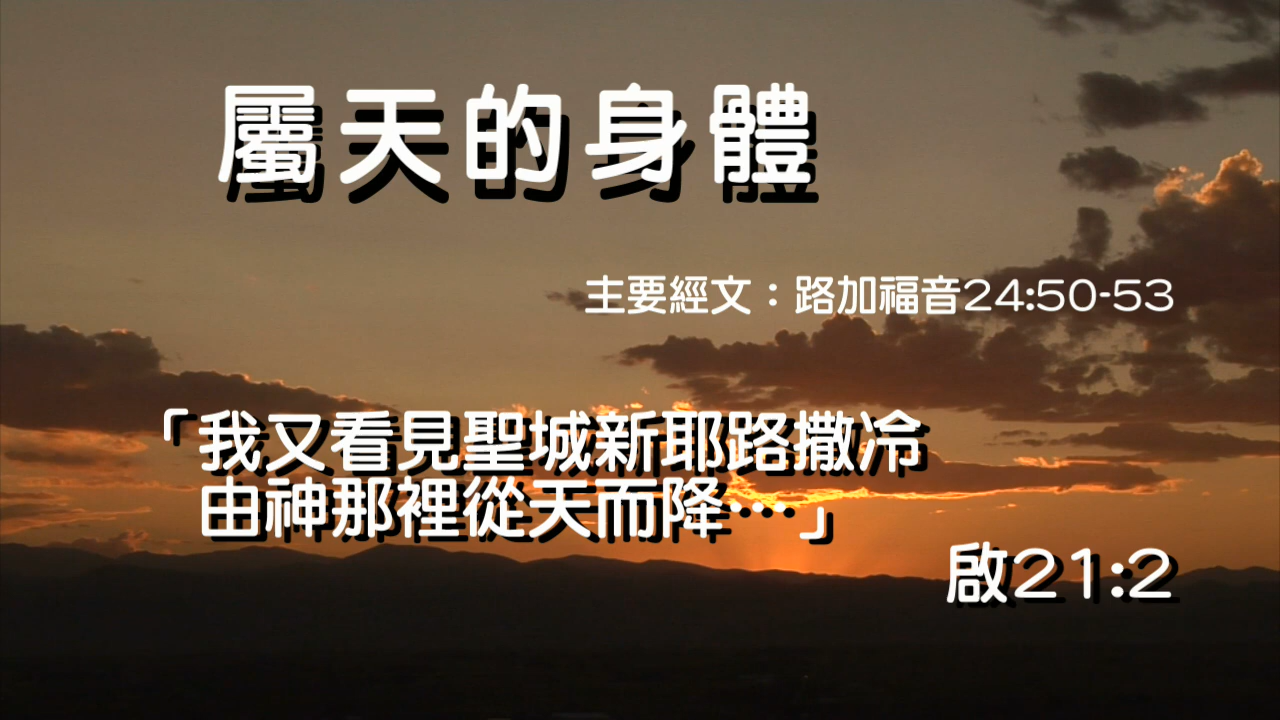 屬天的身體
主要經文：路加福音24:50-53
「我又看見聖城新耶路撒冷
由神那裡從天而降…」
啟21:2